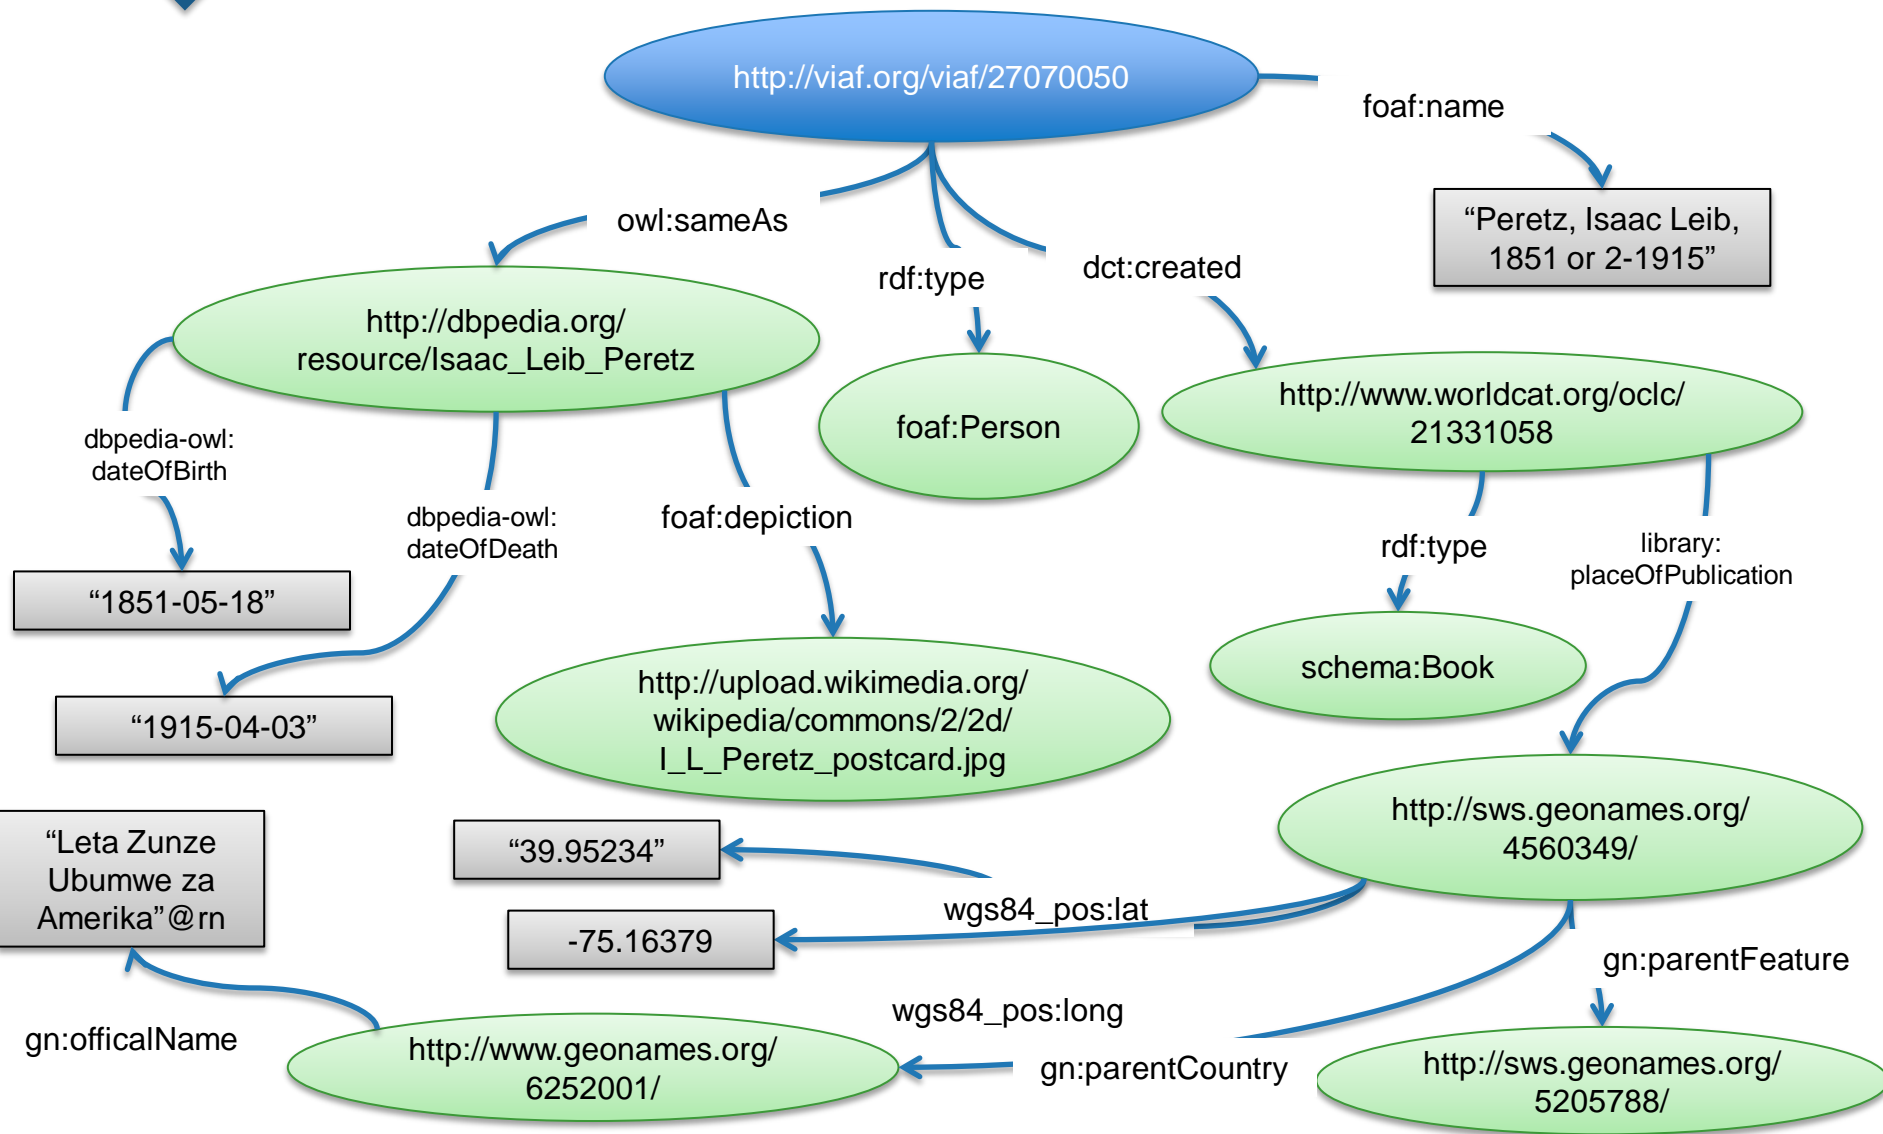 http://viaf.org/viaf/27070050
foaf:name
“Peretz, Isaac Leib,
1851 or 2-1915”
owl:sameAs
rdf:type
dct:created
http://dbpedia.org/
resource/Isaac_Leib_Peretz
foaf:Person
http://www.worldcat.org/oclc/
21331058
dbpedia-owl:
dateOfBirth
dbpedia-owl:
dateOfDeath
foaf:depiction
rdf:type
library:
placeOfPublication
“1851-05-18”
“1915-04-03”
http://upload.wikimedia.org/
wikipedia/commons/2/2d/
I_L_Peretz_postcard.jpg
schema:Book
“Leta Zunze
Ubumwe za
Amerika”@rn
“39.95234”
http://sws.geonames.org/
4560349/
wgs84_pos:lat
-75.16379
gn:parentFeature
wgs84_pos:long
gn:officalName
http://www.geonames.org/
6252001/
gn:parentCountry
http://sws.geonames.org/
5205788/